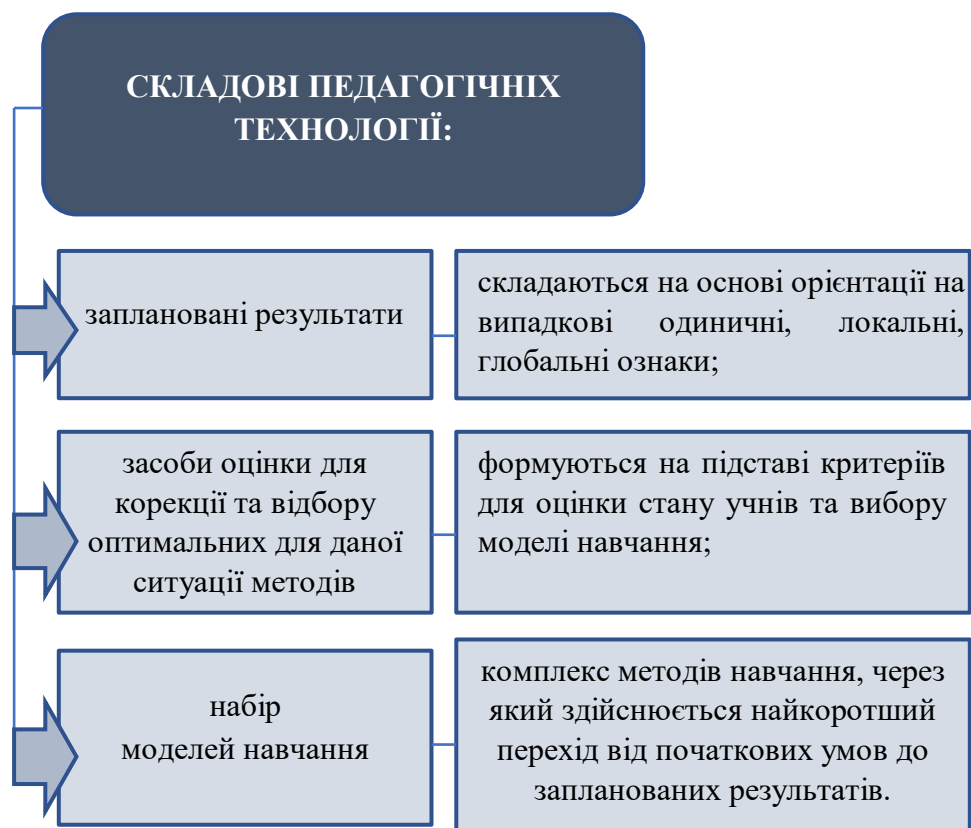 СКЛАДОВІ ПЕДАГОГІЧНІХ
ТЕХНОЛОГІЇ:
заплановані результати
складаються на основі орієнтації на
випадкові одиничні, локальні,
глобальні ознаки;
засоби оцінки для
корекції та відбору
оптимальних для даної
ситуації методів
формуються на підставі критеріїв
для оцінки стану учнів та вибору
моделі навчання;
набір
моделей навчання
комплекс методів навчання, через
який здійснюється найкоротший
перехід від початкових умов до
запланованих результатів.